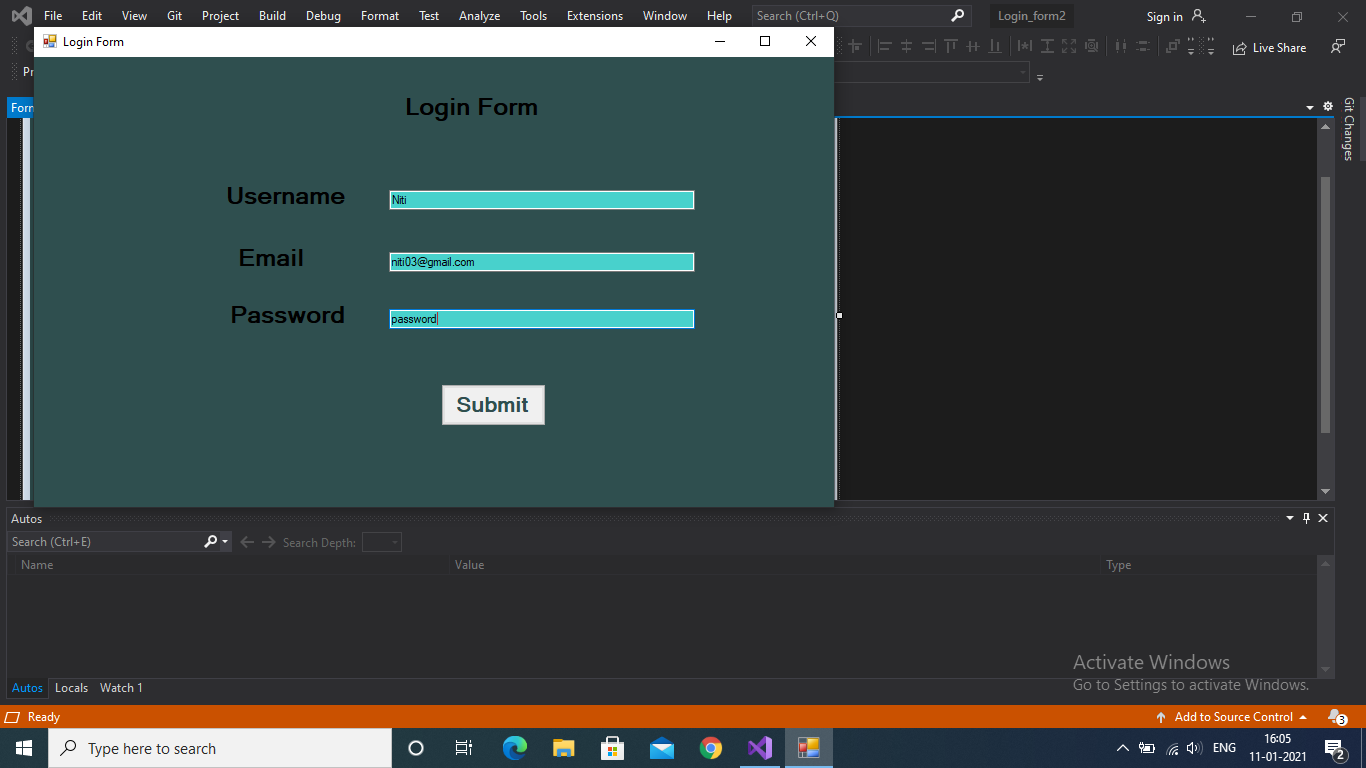 File Edit View Git Project Build Debug Format Test Analyze Tools Extensions Window Help Search (Ctrl+Q) Login_form2 Sign in
Login Form
Live Share
Pr
Form
Git Changes
Login Form
Username Niti
Email niti03@gmail.com
Password password
Submit
Autos
Search (Ctrl+E) Search Depth:
Name Value Type
Activate Windows
Go to Settings to activate Windows.
Autos Locals Watch 1
Ready Add to Source Control 3
Type here to search
ENG 16:05
11-01-2021 2